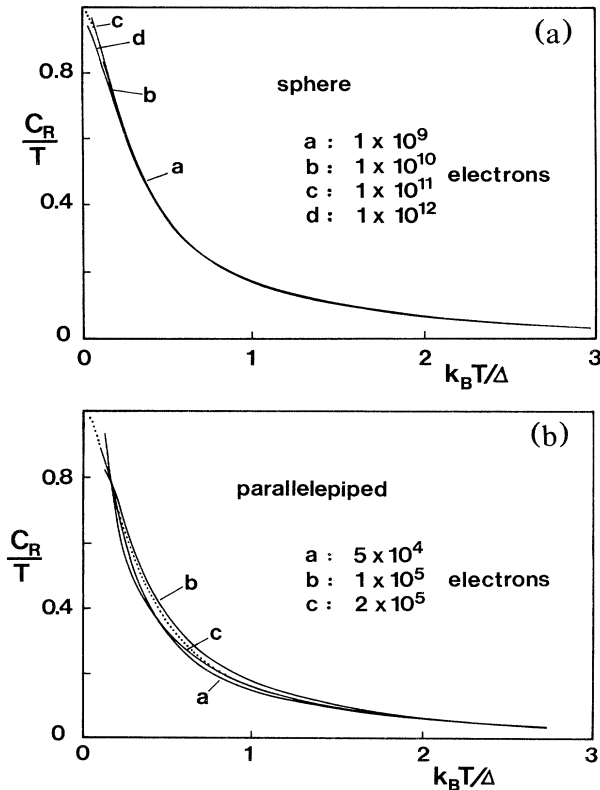 (a)
c
d
0.8
b
sphere
C_R/T
a : 1 x 10^9
b : 1 x 10^10
c : 1 x 10^11
d : 1 x 10^12
electrons
a
0.4
0
0 1 2 3
k_BT/Δ
(b)
0.8
parallelepiped
C_R/T
a : 5 x 10^4
b : 1 x 10^5
c : 2 x 10^5
electrons
b
0.4
c
a
0
0 1 2 3
k_BT/Δ